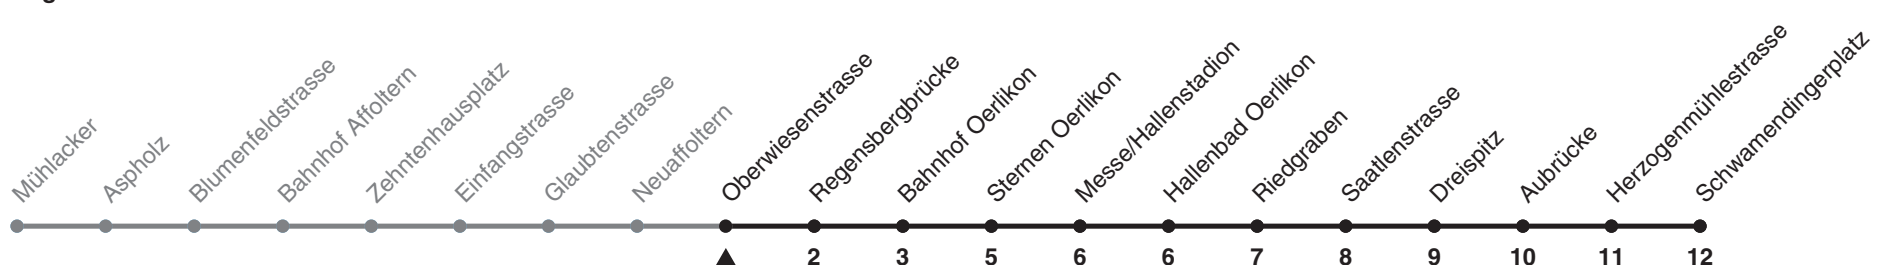 Mühlacker
Aspholz
Blumenfeldstrasse
Bahnhof Affoltern
Zehntenhausplatz
Einfangstrasse
Glaubtenstrasse
Neuaffoltern
Oberwiesenstrasse
Regensbergbrücke
Bahnhof Oerlikon
Sternen Oerlikon
Messe/Hallenstadion
Hallenbad Oerlikon
Riedgraben
Saatlenstrasse
Dreispitz
Aubrücke
Herzogenmühlestrasse
Schwamendingerplatz
2 3 5 6 6 7 8 9 10 11 12